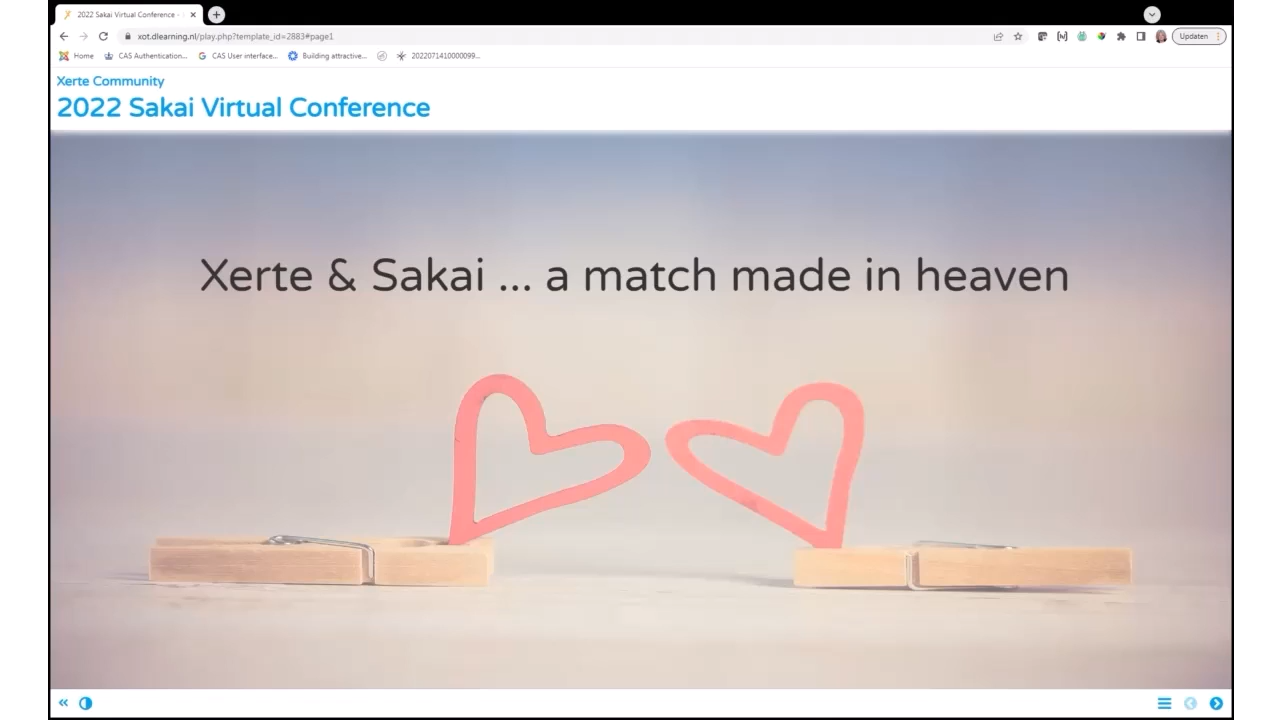 2022 Sakai Virtual Conference -
xot.dlearning.nl/play.php?template_id=2883#page1
Updaten
Home
CAS Authentication...
CAS User interface...
Building attractive...
2022071410000099...
Xerte Community
2022 Sakai Virtual Conference
Xerte & Sakai ... a match made in heaven